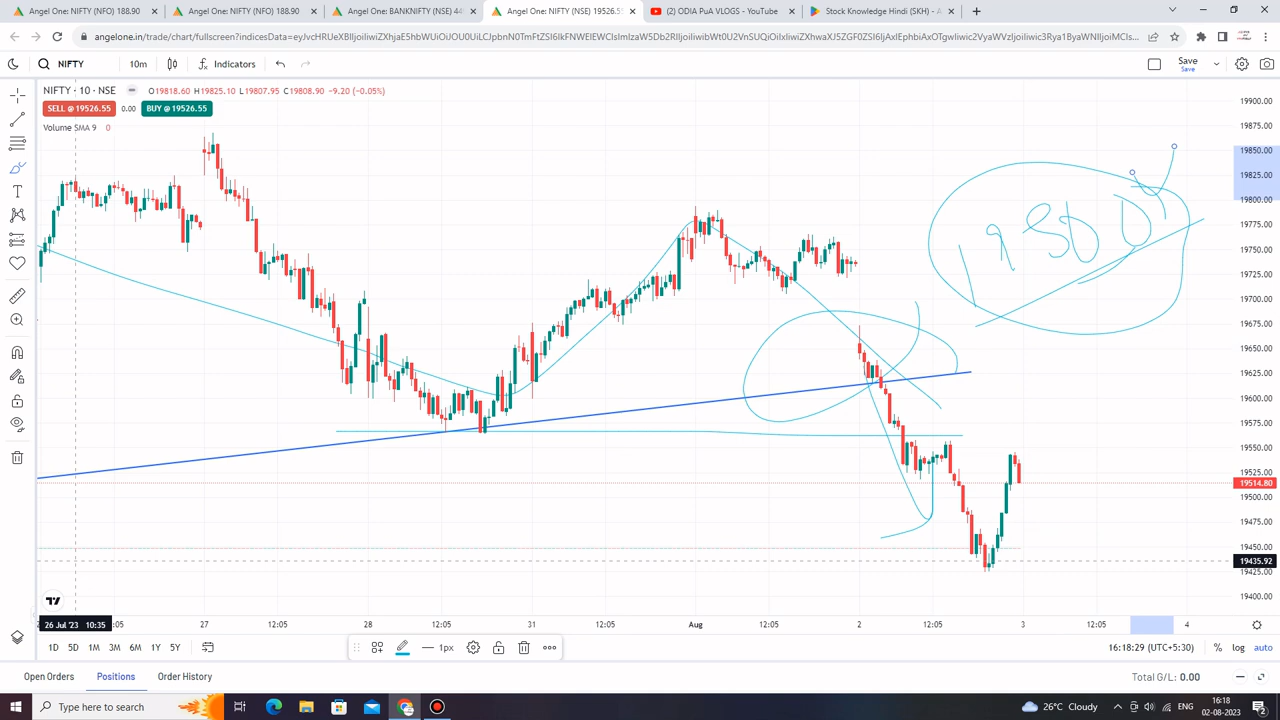 Angel One: NIFTY (NFO) 188.90
Angel One: NIFTY (NFO) 188.90
Angel One: BANKNIFTY (NSE)
Angel One: NIFTY (NSE) 19526.55
(2) ODIA PuA VLOGS - YouTube
Stock Knowledge Hindi (SKH) - A
NIFTY
10m
Indicators
Save
Save
NIFTY · 10 · NSE
O19818.60 H19825.10 L19807.95 C19808.90 -9.20 (-0.05%)
SELL @ 19526.55
0.00
BUY @ 19526.55
Volume SMA 9 0
19900.00
19875.00
19850.00
19825.00
19800.00
19775.00
19750.00
19725.00
19700.00
19675.00
19650.00
19625.00
19600.00
19575.00
19550.00
19525.00
19514.80
19500.00
19475.00
19450.00
19435.92
19425.00
19400.00
26 Jul '23 10:35
27
12:05
28
12:05
31
12:05
Aug
12:05
2
12:05
3
12:05
4
1D
5D
1M
3M
6M
1Y
5Y
1px
16:18:29 (UTC+5:30)
%
log
auto
Open Orders
Positions
Order History
Total G/L: 0.00
Type here to search
26°C Cloudy
ENG
16:18
02-08-2023